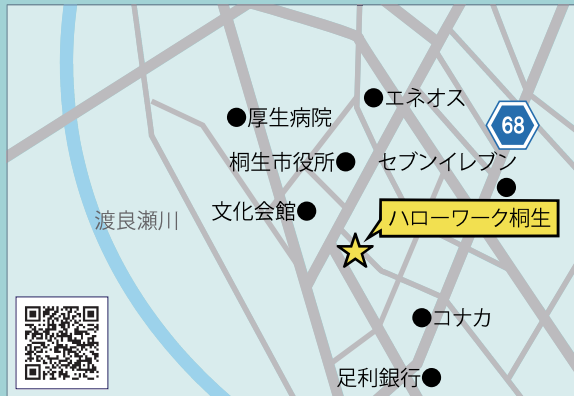 エネオス
厚生病院
68
桐生市役所
セブンイレブン
文化会館
ハローワーク桐生
渡良瀬川
コナカ
足利銀行